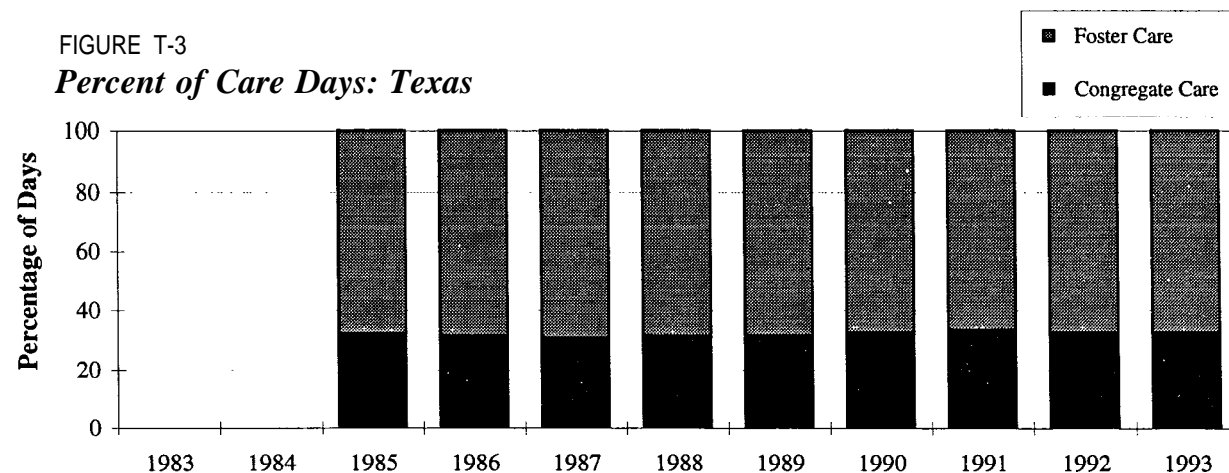 FIGURE T-3
Percent of Care Days: Texas
Foster Care
Congregate Care
Percentage of Days
100
80
60
40
20
0
1983 1984 1985 1986 1987 1988 1989 1990 1991 1992 1993